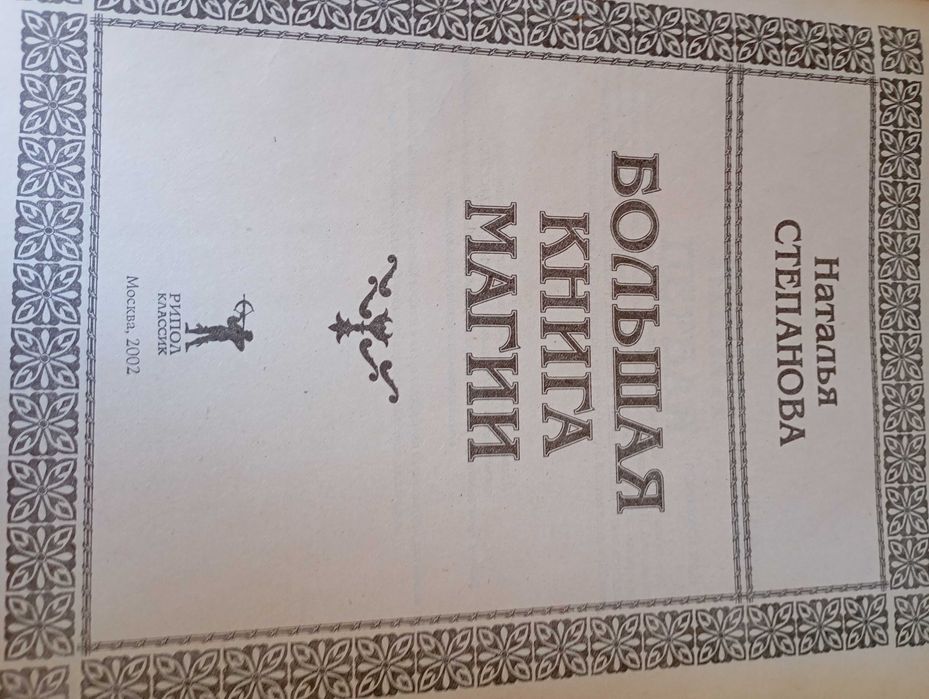 Наталья
СТЕПАНОВА
БОЛЬШАЯ
КНИГА
МАГИИ
РИПОЛ
КЛАССИК
Москва, 2002